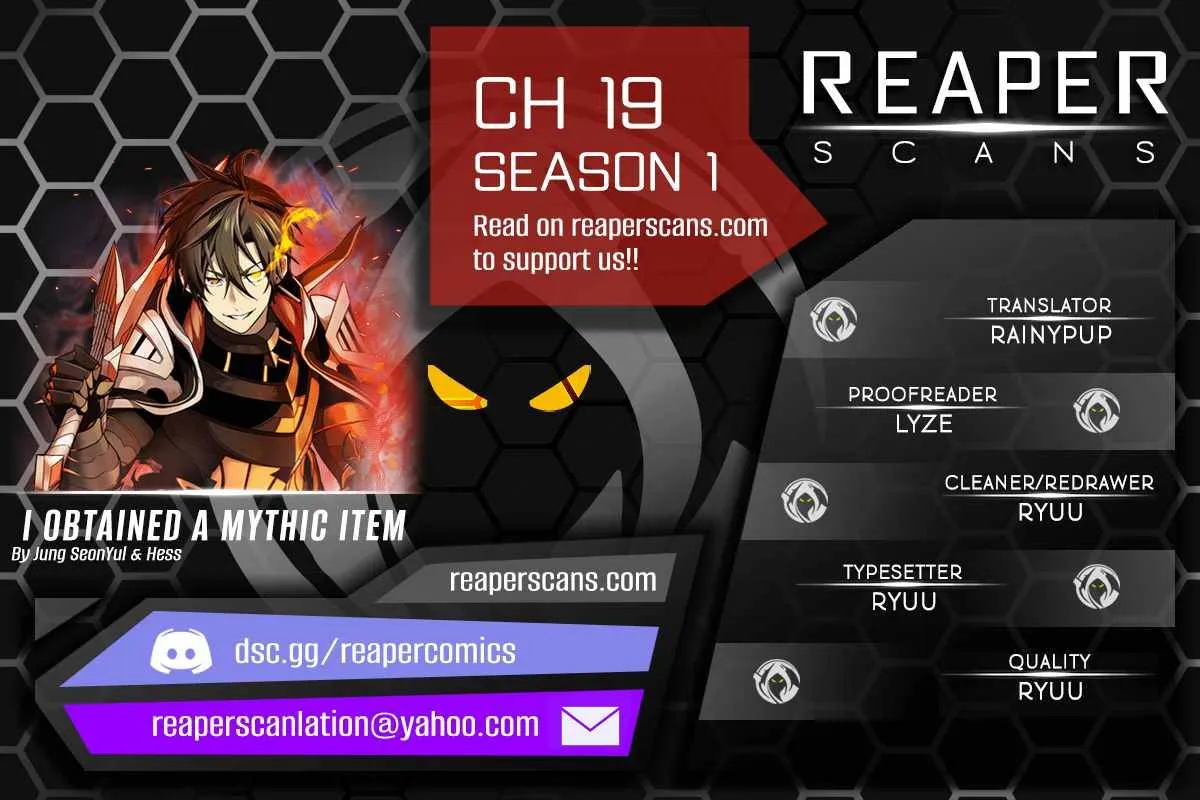 CH 19
SEASON 1
Read on reaperscans.com
to support us!!
REAPER
SCANS
TRANSLATOR
RAINYPUP
PROOFREADER
LYZE
CLEANER/REDRAWER
RYUU
TYPESETTER
RYUU
QUALITY
RYUU
I OBTAINED A MYTHIC ITEM
By Jung SeonYul & Hess
reaperscans.com
dsc.gg/reapercomics
reaperscanlation@yahoo.com